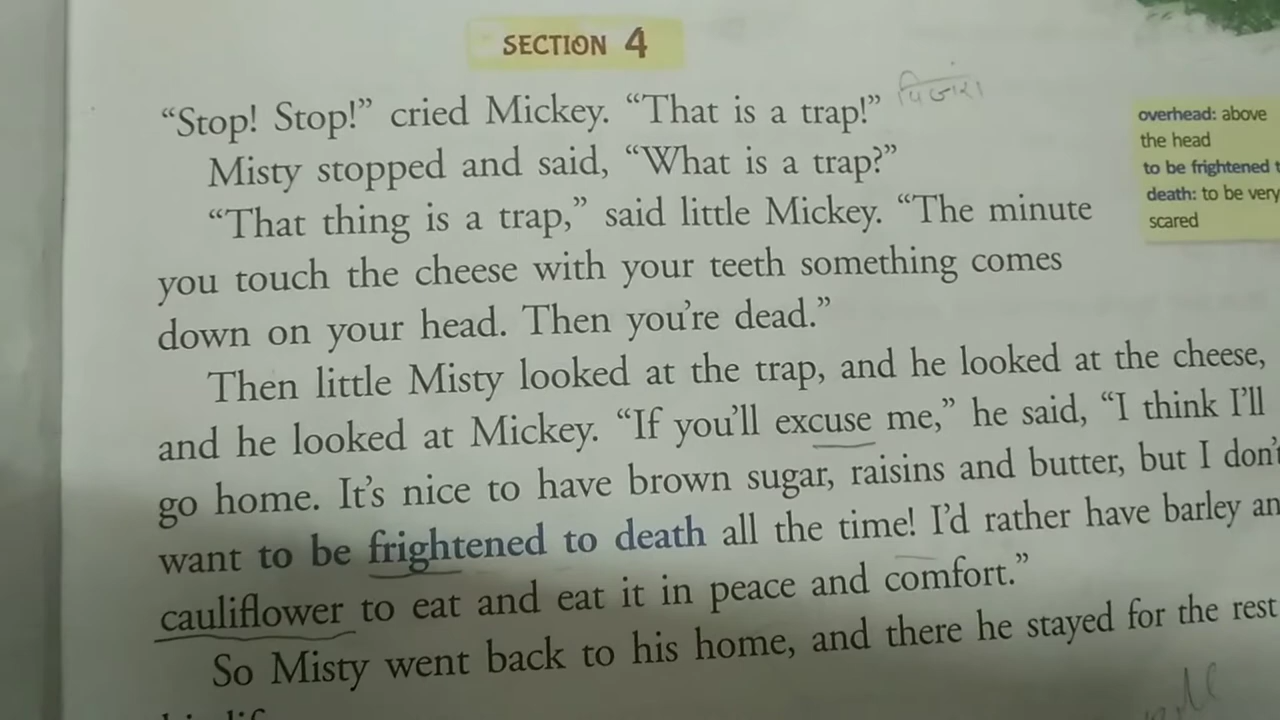 SECTION 4
“Stop! Stop!” cried Mickey. “That is a trap!”
पिंजरा
Misty stopped and said, “What is a trap?”
“That thing is a trap,” said little Mickey. “The minute
you touch the cheese with your teeth something comes
down on your head. Then you’re dead.”
Then little Misty looked at the trap, and he looked at the cheese,
and he looked at Mickey. “If you’ll excuse me,” he said, “I think I’ll
go home. It’s nice to have brown sugar, raisins and butter, but I don’t
want to be frightened to death all the time! I’d rather have barley an
cauliflower to eat and eat it in peace and comfort.”
So Misty went back to his home, and there he stayed for the rest
overhead: above
the head
to be frightened t
death: to be very
scared